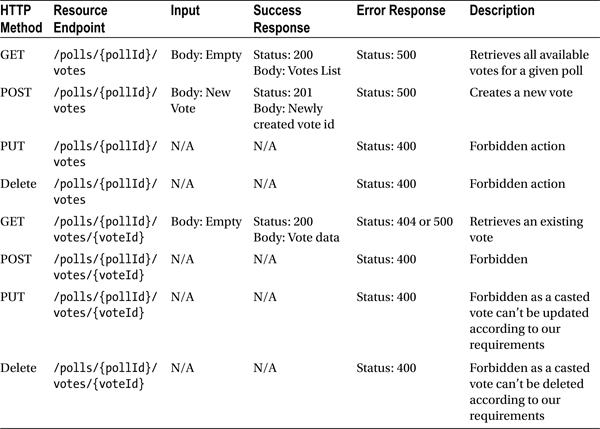 HTTP Method Resource Endpoint Input Success Response Error Response Description
GET /polls/{pollId}/votes Body: Empty Status: 200 Body: Votes List Status: 500 Retrieves all available votes for a given poll
POST /polls/{pollId}/votes Body: New Vote Status: 201 Body: Newly created vote id Status: 500 Creates a new vote
PUT /polls/{pollId}/votes N/A N/A Status: 400 Forbidden action
Delete /polls/{pollId}/votes N/A N/A Status: 400 Forbidden action
GET /polls/{pollId}/votes/{voteId} Body: Empty Status: 200 Body: Vote data Status: 404 or 500 Retrieves an existing vote
POST /polls/{pollId}/votes/{voteId} N/A N/A Status: 400 Forbidden
PUT /polls/{pollId}/votes/{voteId} N/A N/A Status: 400 Forbidden as a casted vote can't be updated according to our requirements
Delete /polls/{pollId}/votes/{voteId} N/A N/A Status: 400 Forbidden as a casted vote can't be deleted according to our requirements